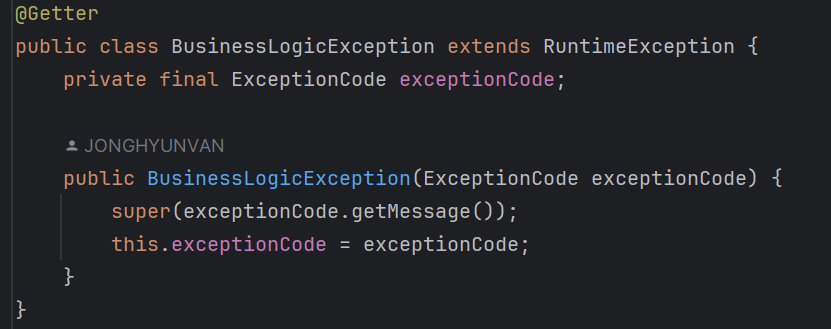 @Getter
public class BusinessLogicException extends RuntimeException {
    private final ExceptionCode exceptionCode;
JONGHYUNVAN
    public BusinessLogicException(ExceptionCode exceptionCode) {
        super(exceptionCode.getMessage());
        this.exceptionCode = exceptionCode;
    }
}